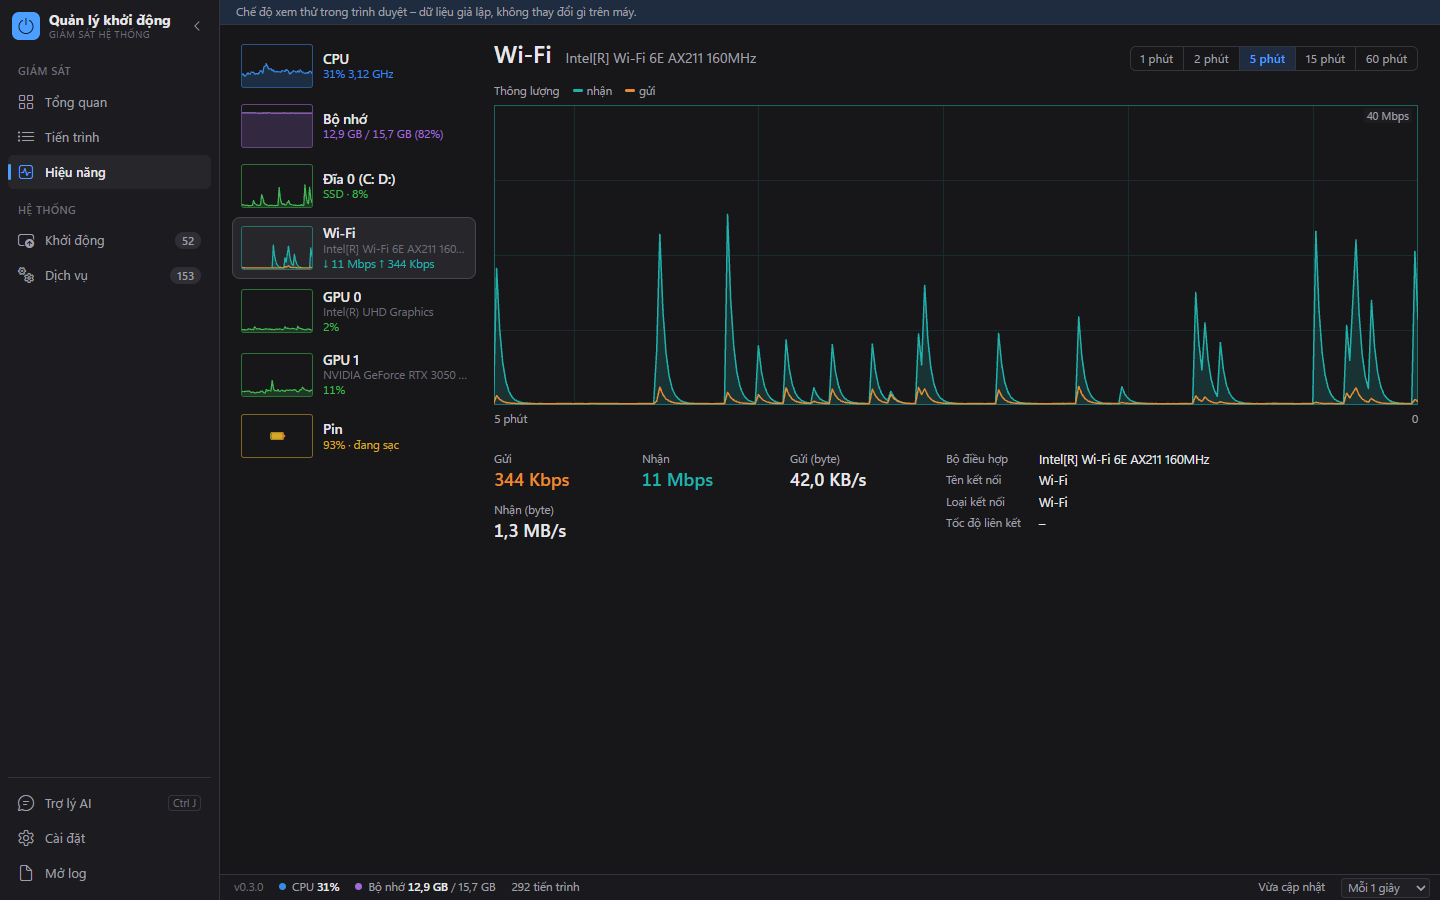 Quản lý khởi động
GIÁM SÁT HỆ THỐNG
GIÁM SÁT
Tổng quan
Tiến trình
Hiệu năng
HỆ THỐNG
Khởi động 52
Dịch vụ 153
Trợ lý AI Ctrl J
Cài đặt
Mở log
Chế độ xem thử trong trình duyệt – dữ liệu giả lập, không thay đổi gì trên máy.
CPU
31% 3,12 GHz
Bộ nhớ
12,9 GB / 15,7 GB (82%)
Đĩa 0 (C: D:)
SSD · 8%
Wi-Fi
Intel[R] Wi-Fi 6E AX211 160...
↓ 11 Mbps ↑ 344 Kbps
GPU 0
Intel(R) UHD Graphics
2%
GPU 1
NVIDIA GeForce RTX 3050 ...
11%
Pin
93% · đang sạc
Wi-Fi Intel[R] Wi-Fi 6E AX211 160MHz
1 phút 2 phút 5 phút 15 phút 60 phút
Thông lượng nhận gửi
40 Mbps
5 phút 0
Gửi
344 Kbps
Nhận
11 Mbps
Gửi (byte)
42,0 KB/s
Nhận (byte)
1,3 MB/s
Bộ điều hợp Intel[R] Wi-Fi 6E AX211 160MHz
Tên kết nối Wi-Fi
Loại kết nối Wi-Fi
Tốc độ liên kết –
v0.3.0 CPU 31% Bộ nhớ 12,9 GB / 15,7 GB 292 tiến trình Vừa cập nhật Mỗi 1 giây